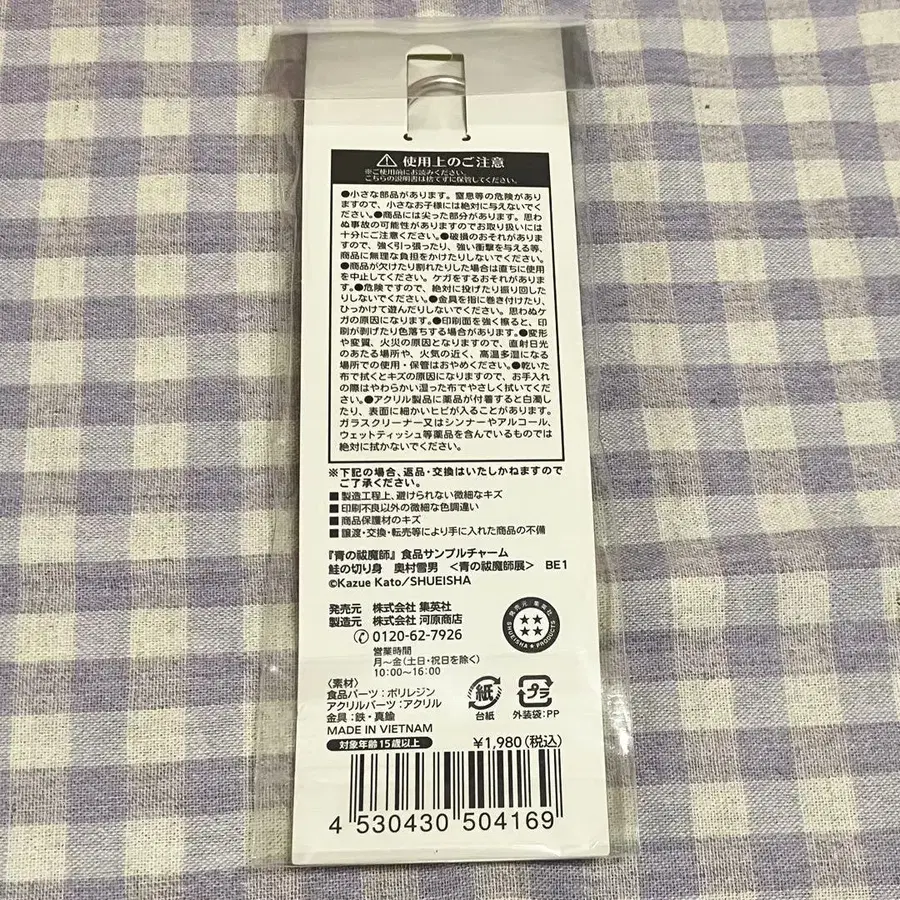 ⚠ 使用上のご注意
※ご使用前にお読みください。
こちらの説明書は捨てずに保管してください。
●小さな部品があります。窒息等の危険があり
ますので、小さなお子様には絶対に与えないでく
ださい。●商品には尖った部分があります。思わ
ぬ事故の可能性がありますのでお取り扱いには
十分にご注意ください。●破損のおそれがありま
すので、強く引っ張ったり、強い衝撃を与える等、
商品に無理な負担をかけたりしないでください。
●商品が欠けたり割れたりした場合は直ちに使用
を中止してください。ケガをするおそれがありま
す。●危険ですので、絶対に投げたり振り回した
りしないでください。●金具を指に巻き付けたり、
ひっかけて遊んだりしないでください。思わぬケ
ガの原因になります。●印刷面を強く擦ると、印
刷が剥げたり色落ちする場合があります。●変形
や変質、火災の原因となりますので、直射日光
のあたる場所や、火気の近く、高温多湿になる
場所での使用・保管はおやめください。●乾いた
布で拭くとキズの原因になりますので、お手入れ
の際はやわらかい湿った布でやさしく拭いてくだ
さい。●アクリル製品に薬品が付着すると白濁し
たり、表面に細かいヒビが入ることがあります。
ガラスクリーナー又はシンナーやアルコール、
ウェットティッシュ等薬品を含んでいるものでは
絶対に拭かないでください。
※下記の場合、返品・交換はいたしかねますので
ご了承ください。
■製造工程上、避けられない微細なキズ
■印刷不良以外の微細な色調違い
■商品保護材のキズ
■譲渡・交換・転売等により手に入れた商品の不備
『青の祓魔師』食品サンプルチャーム
鮭の切り身 奥村雪男 <青の祓魔師展> BE1
©Kazue Kato/SHUEISHA
発売元 株式会社 集英社
製造元 株式会社 河原商店
0120-62-7926
営業時間
月～金(土日・祝日を除く)
10:00～16:00
発売元/集英社
SHUEISHA★PRODUCTS
〈素材〉
食品パーツ：ポリレジン
アクリルパーツ：アクリル
金具：鉄・真鍮
MADE IN VIETNAM
紙
台紙
プラ
外装袋：PP
対象年齢15歳以上
¥1,980(税込)
4 530430 504169